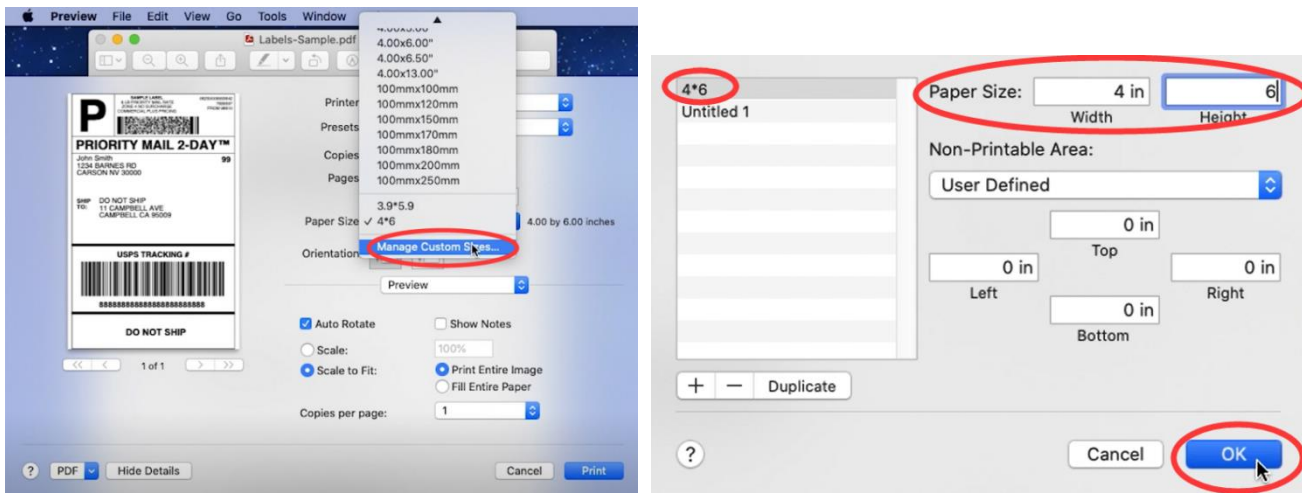 Preview File Edit View Go Tools Window
Labels-Sample.pdf
4.00x6.00"
4.00x6.50"
4.00x13.00"
100mmx100mm
100mmx120mm
100mmx150mm
100mmx170mm
100mmx180mm
100mmx200mm
100mmx250mm
3.9*5.9
4*6
Manage Custom
Printer
Presets
Copies
Pages
Paper Size
4.00 by 6.00 inches
Orientation
Preview
Auto Rotate
Show Notes
Scale:
100%
Scale to Fit:
Print Entire Image
Fill Entire Paper
Copies per page:
1
P
PRIORITY MAIL 2-DAY™
John Smith
99
1234 BARNES RD
CARSON NV 30000
SHIP TO:
DO NOT SHIP
11 CAMPBELL AVE
CAMPBELL CA 95009
USPS TRACKING #
DO NOT SHIP
1 of 1
?
PDF
Hide Details
Cancel
Print
4*6
Untitled 1
Paper Size:
4 in
6
Width
Height
Non-Printable Area:
User Defined
0 in
Top
0 in
0 in
Left
Right
0 in
Bottom
+
−
Duplicate
?
Cancel
OK